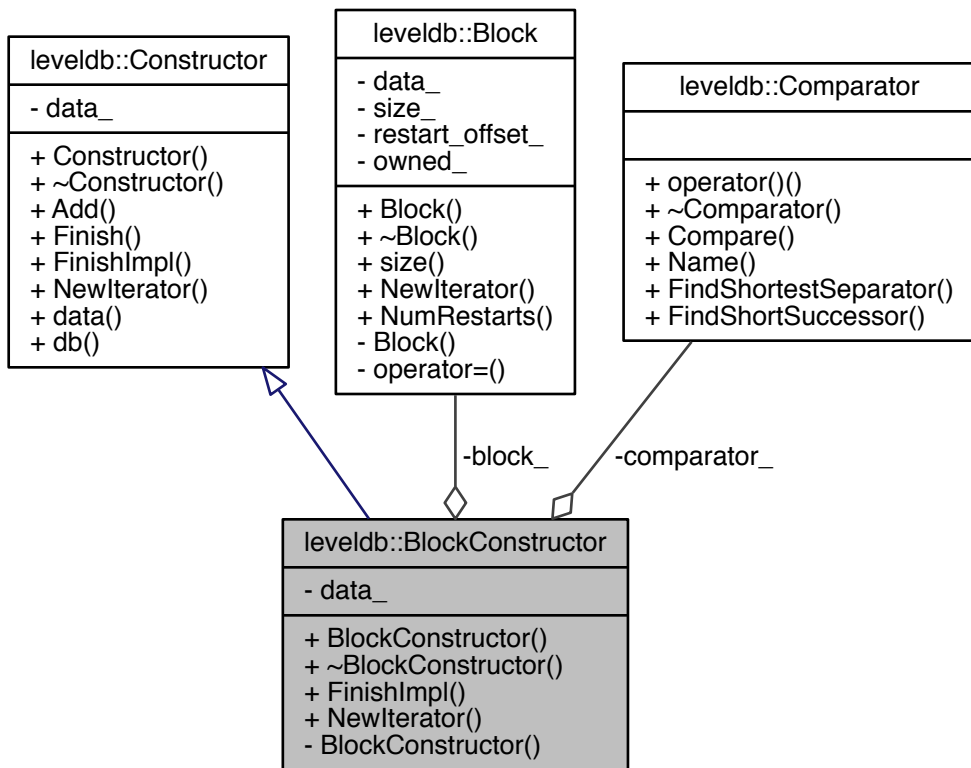 leveldb::Constructor
- data_
+ Constructor()
+ ~Constructor()
+ Add()
+ Finish()
+ FinishImpl()
+ NewIterator()
+ data()
+ db()
leveldb::Block
- data_
- size_
- restart_offset_
- owned_
+ Block()
+ ~Block()
+ size()
+ NewIterator()
+ NumRestarts()
- Block()
- operator=()
leveldb::Comparator
+ operator()()
+ ~Comparator()
+ Compare()
+ Name()
+ FindShortestSeparator()
+ FindShortSuccessor()
-block_
-comparator_
leveldb::BlockConstructor
- data_
+ BlockConstructor()
+ ~BlockConstructor()
+ FinishImpl()
+ NewIterator()
- BlockConstructor()